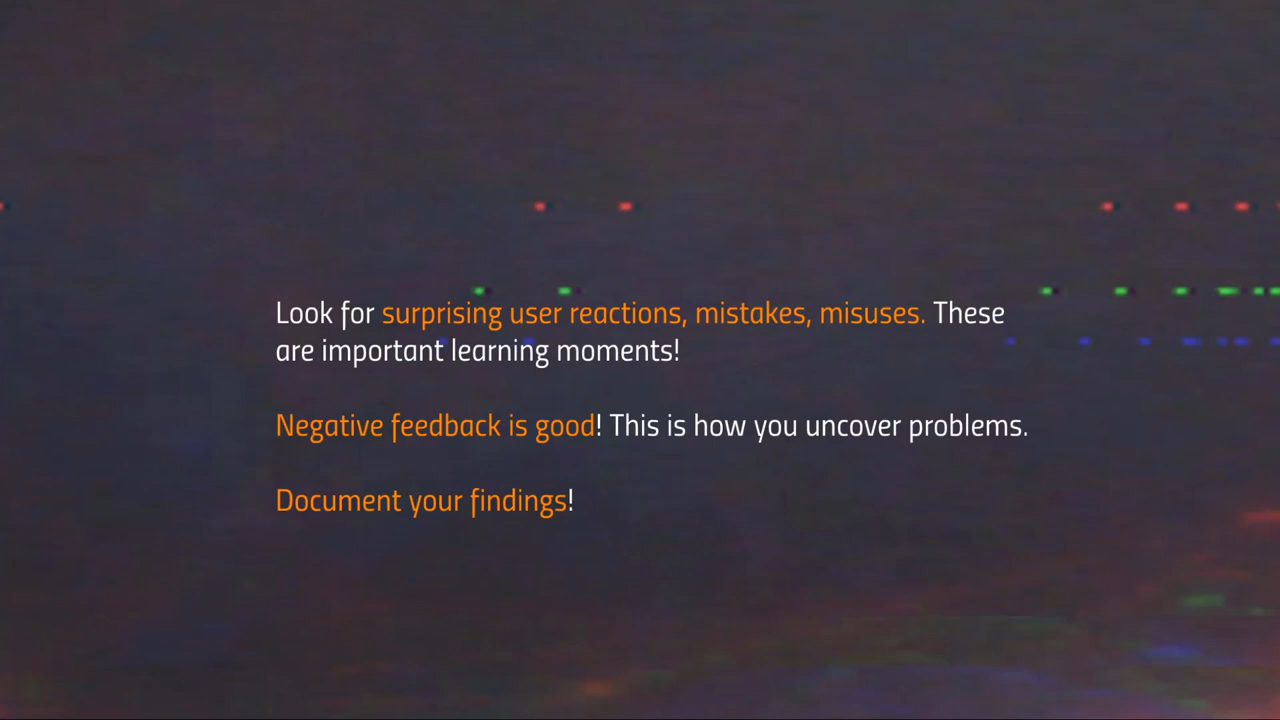 Look for surprising user reactions, mistakes, misuses. These
are important learning moments!
Negative feedback is good! This is how you uncover problems.
Document your findings!